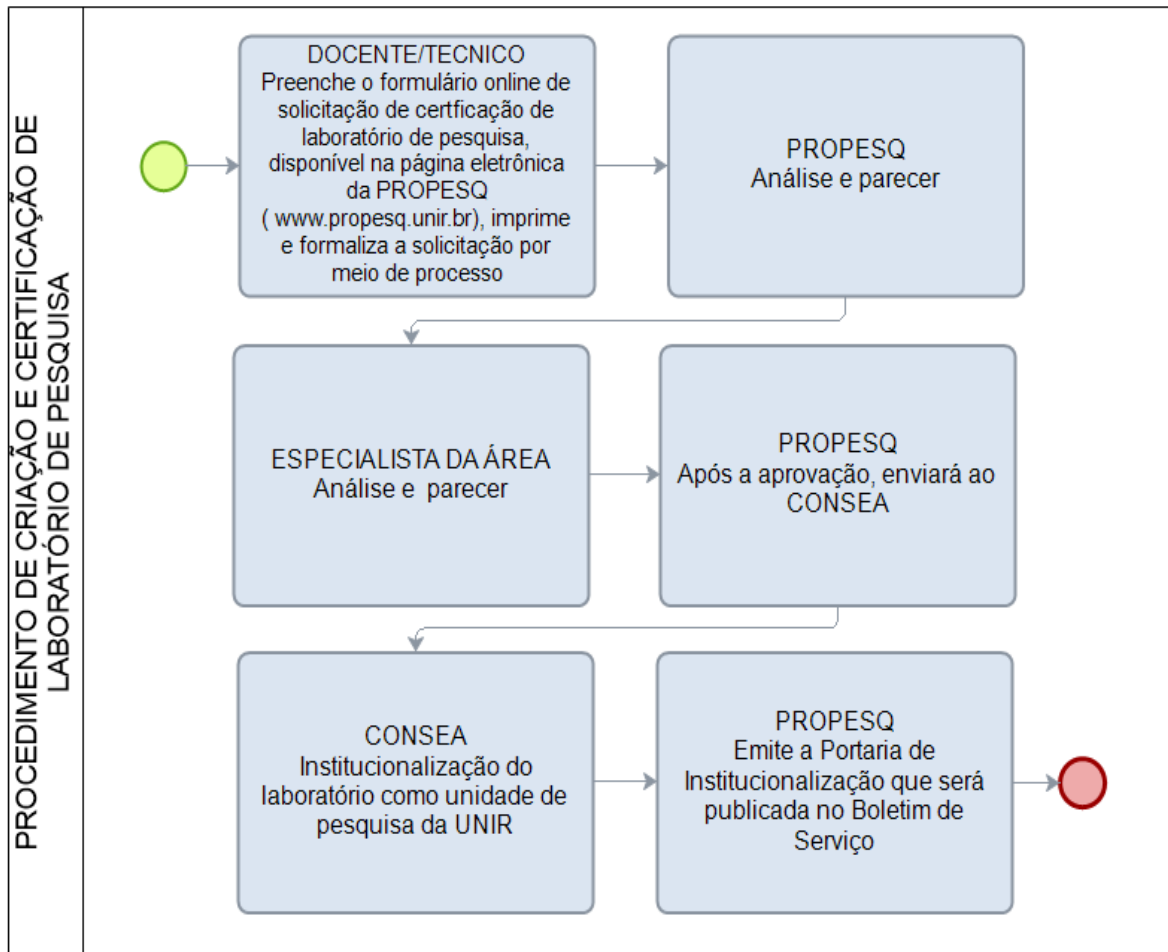 PROCEDIMENTO DE CRIAÇÃO E CERTIFICAÇÃO DE
LABORATÓRIO DE PESQUISA
DOCENTE/TECNICO
Preenche o formulário online de
solicitação de certficação de
laboratório de pesquisa,
disponível na página eletrônica
da PROPESQ
( www.propesq.unir.br), imprime
e formaliza a solicitação por
meio de processo
PROPESQ
Análise e parecer
ESPECIALISTA DA ÁREA
Análise e  parecer
PROPESQ
Após a aprovação, enviará ao
CONSEA
CONSEA
Institucionalização do
laboratório como unidade de
pesquisa da UNIR
PROPESQ
Emite a Portaria de
Institucionalização que será
publicada no Boletim de
Serviço